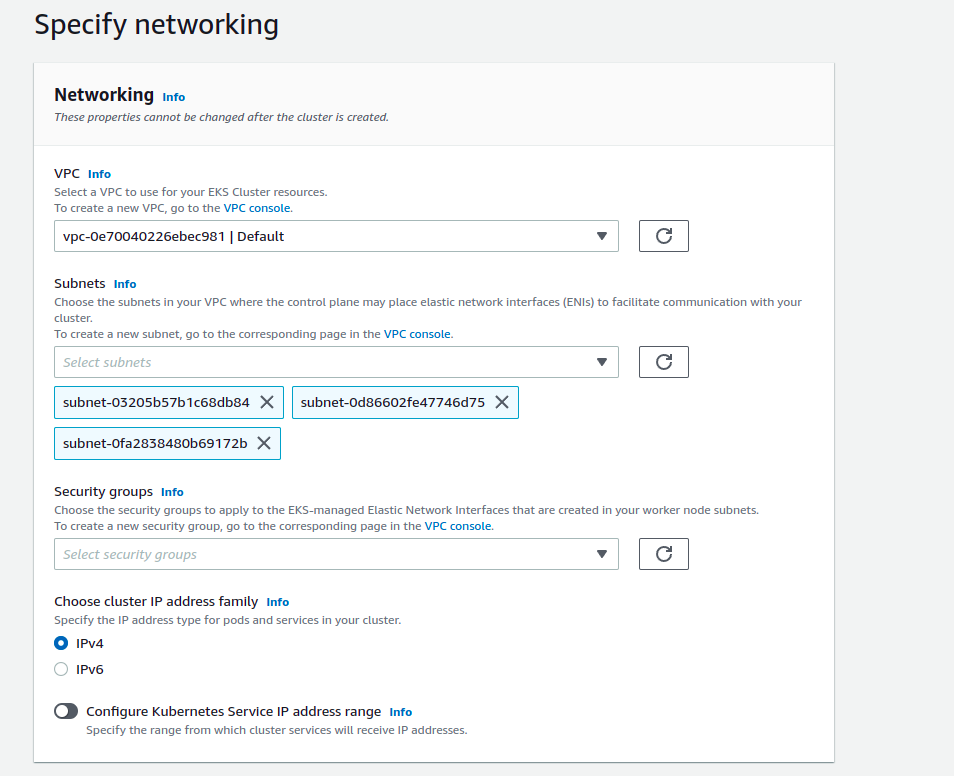 Specify networking
Networking Info
These properties cannot be changed after the cluster is created.
VPC Info
Select a VPC to use for your EKS Cluster resources.
To create a new VPC, go to the VPC console.
vpc-0e70040226ebec981 | Default
Subnets Info
Choose the subnets in your VPC where the control plane may place elastic network interfaces (ENIs) to facilitate communication with your
cluster.
To create a new subnet, go to the corresponding page in the VPC console.
Select subnets
subnet-03205b57b1c68db84 subnet-0d86602fe47746d75
subnet-0fa2838480b69172b
Security groups Info
Choose the security groups to apply to the EKS-managed Elastic Network Interfaces that are created in your worker node subnets.
To create a new security group, go to the corresponding page in the VPC console.
Select security groups
Choose cluster IP address family Info
Specify the IP address type for pods and services in your cluster.
IPv4
IPv6
Configure Kubernetes Service IP address range Info
Specify the range from which cluster services will receive IP addresses.